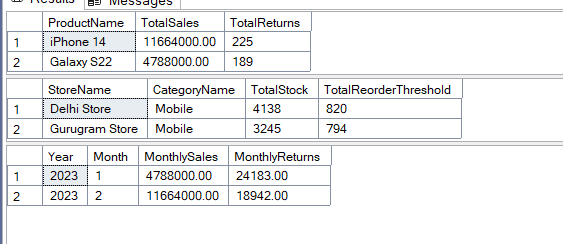 Results Messages
ProductName TotalSales TotalReturns
1 iPhone 14 11664000.00 225
2 Galaxy S22 4788000.00 189
StoreName CategoryName TotalStock TotalReorderThreshold
1 Delhi Store Mobile 4138 820
2 Gurugram Store Mobile 3245 794
Year Month MonthlySales MonthlyReturns
1 2023 1 4788000.00 24183.00
2 2023 2 11664000.00 18942.00